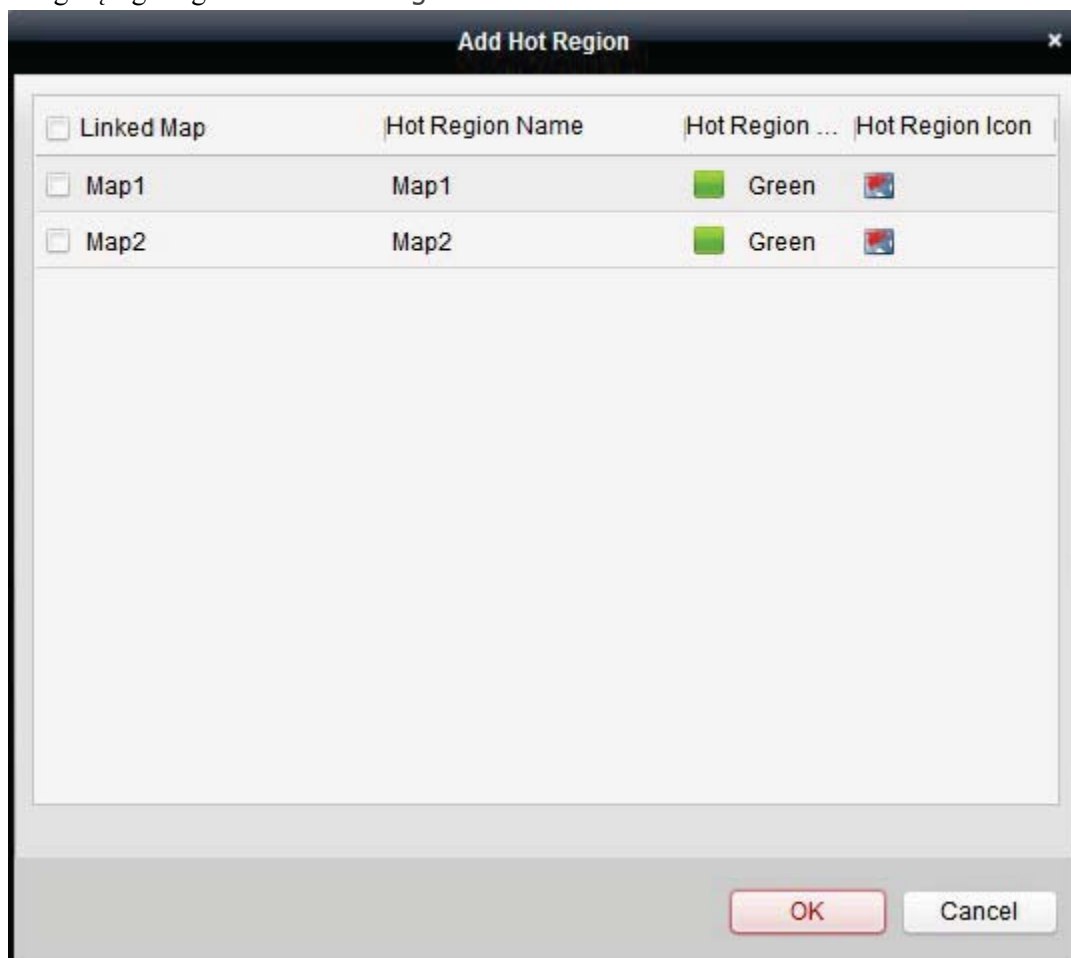 Add Hot Region ×
Linked Map Hot Region Name Hot Region ... Hot Region Icon
Map1 Map1 Green
Map2 Map2 Green
OK Cancel